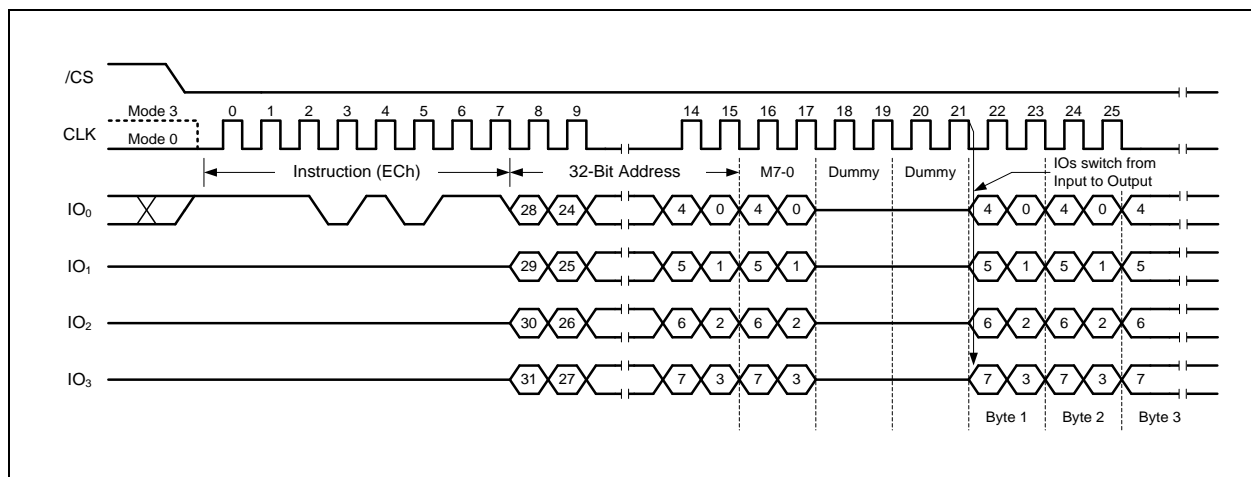 /CS
Mode 3 0 1 2 3 4 5 6 7 8 9 14 15 16 17 18 19 20 21 22 23 24 25
CLK Mode 0
Instruction (ECh) 32-Bit Address M7-0 Dummy Dummy IOs switch from
Input to Output
IO0 28 24 4 0 4 0 4 0 4 0 4
IO1 29 25 5 1 5 1 5 1 5 1 5
IO2 30 26 6 2 6 2 6 2 6 2 6
IO3 31 27 7 3 7 3 7 3 7 3 7
Byte 1 Byte 2 Byte 3